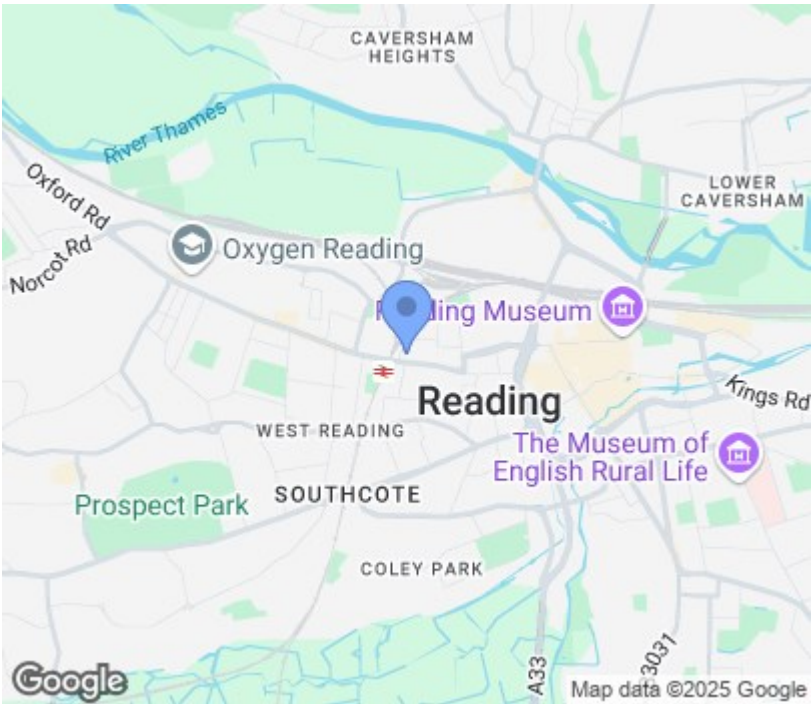 CAVERSHAM
HEIGHTS
River Thames
LOWER
CAVERSHAM
Oxford Rd
Norcot Rd
Oxygen Reading
Museum
Kings Rd
Reading
WEST READING
The Museum of
English Rural Life
SOUTHCOTE
Prospect Park
COLEY PARK
A33
Google
Map data ©2025 Google